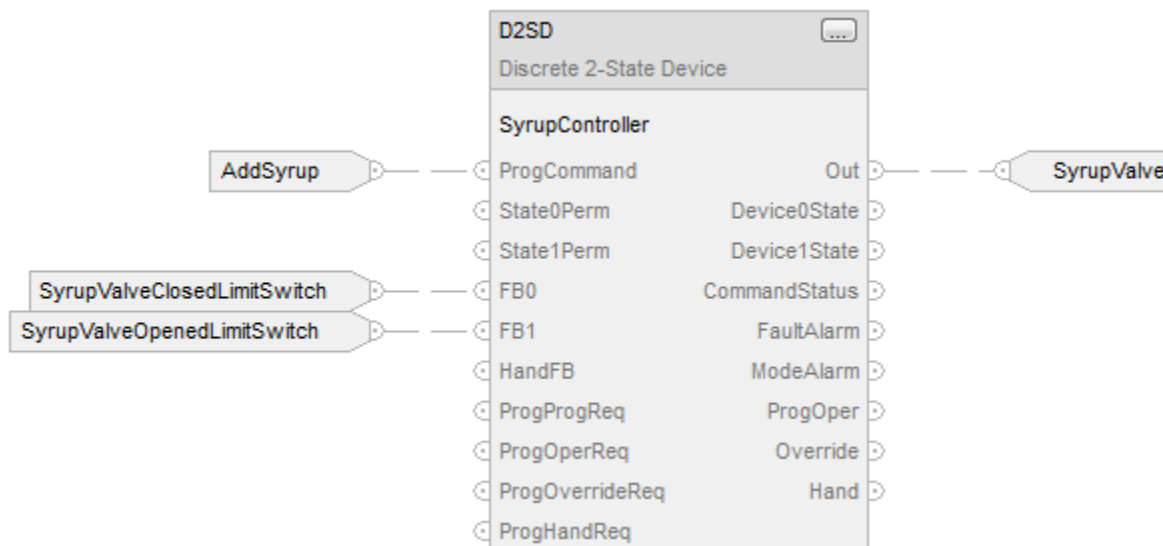 D2SD
...
Discrete 2-State Device
SyrupController
AddSyrup ProgCommand Out SyrupValve
State0Perm Device0State
State1Perm Device1State
SyrupValveClosedLimitSwitch FB0 CommandStatus
SyrupValveOpenedLimitSwitch FB1 FaultAlarm
HandFB ModeAlarm
ProgProgReq ProgOper
ProgOperReq Override
ProgOverrideReq Hand
ProgHandReq